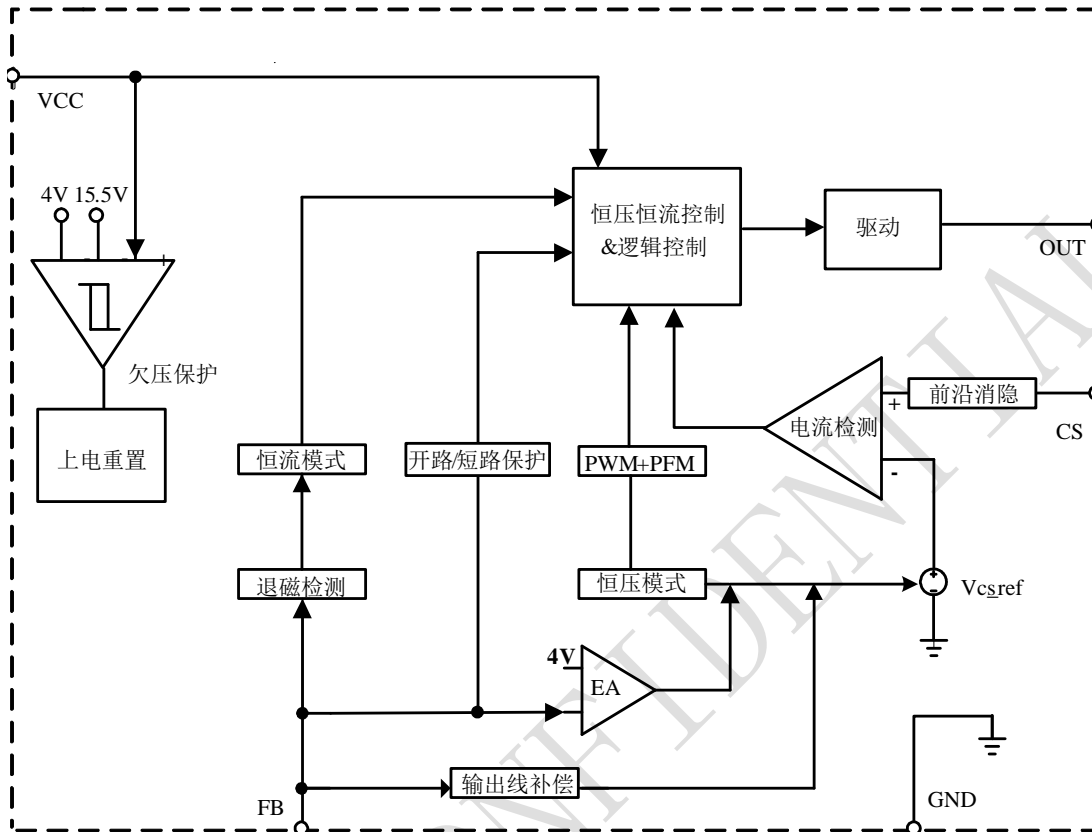 VCC
4V 15.5V
+
欠压保护
上电重置
恒压恒流控制
&逻辑控制
驱动
OUT
前沿消隐
CS
+
电流检测
-
恒流模式
开路/短路保护
PWM+PFM
退磁检测
恒压模式
+
-
Vcsref
4V
EA
输出线补偿
FB
GND
CONFIDENTIAL